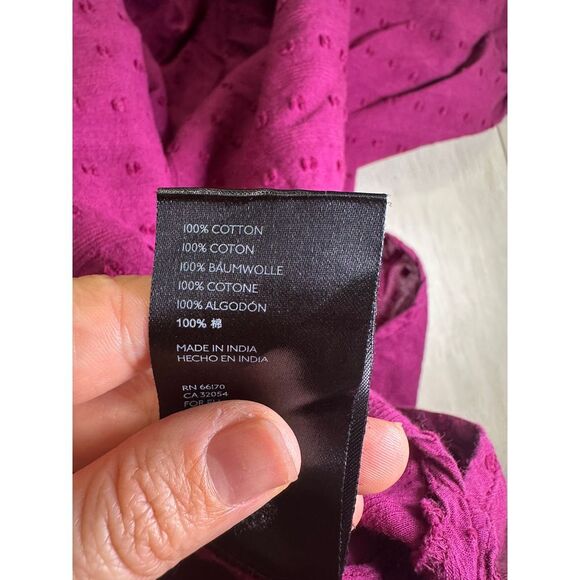 100% COTTON
100% COTON
100% BAUMWOLLE
100% COTONE
100% ALGODÓN
100% 棉
MADE IN INDIA
HECHO EN INDIA
RN 66170
CA 32054
FOR